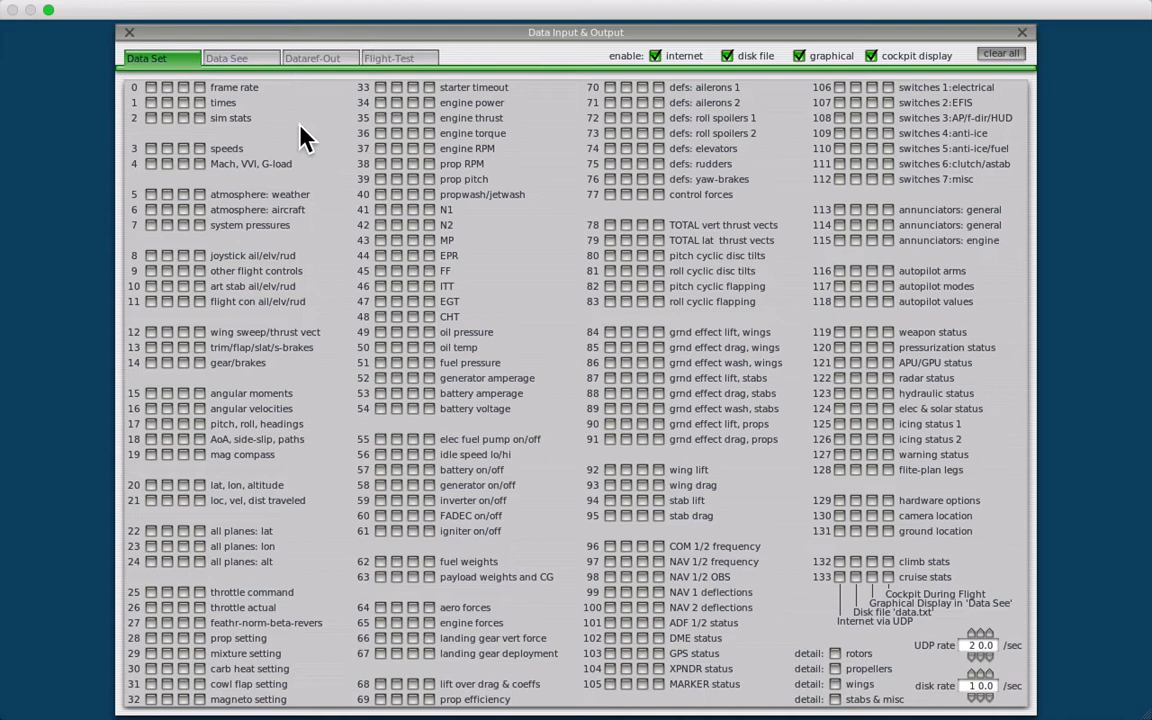 Data Input & Output
Data Set
Data See
Dataref-Out
Flight-Test
enable:
internet
disk file
graphical
cockpit display
clear all
0 frame rate
1 times
2 sim stats
3 speeds
4 Mach, VVI, G-load
5 atmosphere: weather
6 atmosphere: aircraft
7 system pressures
8 joystick ail/elv/rud
9 other flight controls
10 art stab ail/elv/rud
11 flight con ail/elv/rud
12 wing sweep/thrust vect
13 trim/flap/slat/s-brakes
14 gear/brakes
15 angular moments
16 angular velocities
17 pitch, roll, headings
18 AoA, side-slip, paths
19 mag compass
20 lat, lon, altitude
21 loc, vel, dist traveled
22 all planes: lat
23 all planes: lon
24 all planes: alt
25 throttle command
26 throttle actual
27 feathr-norm-beta-revers
28 prop setting
29 mixture setting
30 carb heat setting
31 cowl flap setting
32 magneto setting
33 starter timeout
34 engine power
35 engine thrust
36 engine torque
37 engine RPM
38 prop RPM
39 prop pitch
40 propwash/jetwash
41 N1
42 N2
43 MP
44 EPR
45 FF
46 ITT
47 EGT
48 CHT
49 oil pressure
50 oil temp
51 fuel pressure
52 generator amperage
53 battery amperage
54 battery voltage
55 elec fuel pump on/off
56 idle speed lo/hi
57 battery on/off
58 generator on/off
59 inverter on/off
60 FADEC on/off
61 igniter on/off
62 fuel weights
63 payload weights and CG
64 aero forces
65 engine forces
66 landing gear vert force
67 landing gear deployment
68 lift over drag & coeffs
69 prop efficiency
70 defs: ailerons 1
71 defs: ailerons 2
72 defs: roll spoilers 1
73 defs: roll spoilers 2
74 defs: elevators
75 defs: rudders
76 defs: yaw-brakes
77 control forces
78 TOTAL vert thrust vects
79 TOTAL lat thrust vects
80 pitch cyclic disc tilts
81 roll cyclic disc tilts
82 pitch cyclic flapping
83 roll cyclic flapping
84 grnd effect lift, wings
85 grnd effect drag, wings
86 grnd effect wash, wings
87 grnd effect lift, stabs
88 grnd effect drag, stabs
89 grnd effect wash, stabs
90 grnd effect lift, props
91 grnd effect drag, props
92 wing lift
93 wing drag
94 stab lift
95 stab drag
96 COM 1/2 frequency
97 NAV 1/2 frequency
98 NAV 1/2 OBS
99 NAV 1 deflections
100 NAV 2 deflections
101 ADF 1/2 status
102 DME status
103 GPS status
104 XPNDR status
105 MARKER status
106 switches 1:electrical
107 switches 2:EFIS
108 switches 3:AP/f-dir/HUD
109 switches 4:anti-ice
110 switches 5:anti-ice/fuel
111 switches 6:clutch/astab
112 switches 7:misc
113 annunciators: general
114 annunciators: general
115 annunciators: engine
116 autopilot arms
117 autopilot modes
118 autopilot values
119 weapon status
120 pressurization status
121 APU/GPU status
122 radar status
123 hydraulic status
124 elec & solar status
125 icing status 1
126 icing status 2
127 warning status
128 flite-plan legs
129 hardware options
130 camera location
131 ground location
132 climb stats
133 cruise stats
Cockpit During Flight
Graphical Display in 'Data See'
Disk file 'data.txt'
Internet via UDP
UDP rate 2 0.0 /sec
detail: rotors
detail: propellers
detail: wings
disk rate 1 0.0 /sec
detail: stabs & misc